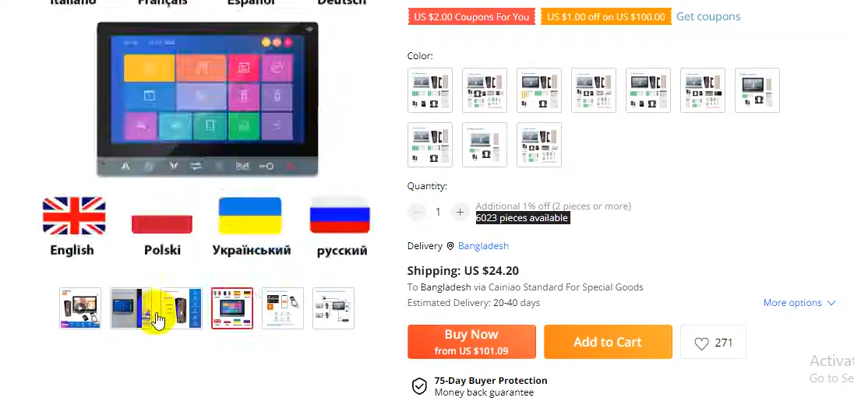 Italiano Français Español Deutsch
English Polski Український русский
US $2.00 Coupons For You US $1.00 off on US $100.00 Get coupons
Color:
Quantity:
1
Additional 1% off (2 pieces or more)
6023 pieces available
Delivery Bangladesh
Shipping: US $24.20
To Bangladesh via Cainiao Standard For Special Goods
Estimated Delivery: 20-40 days More options
Buy Now
from US $101.09
Add to Cart
271
75-Day Buyer Protection
Money back guarantee